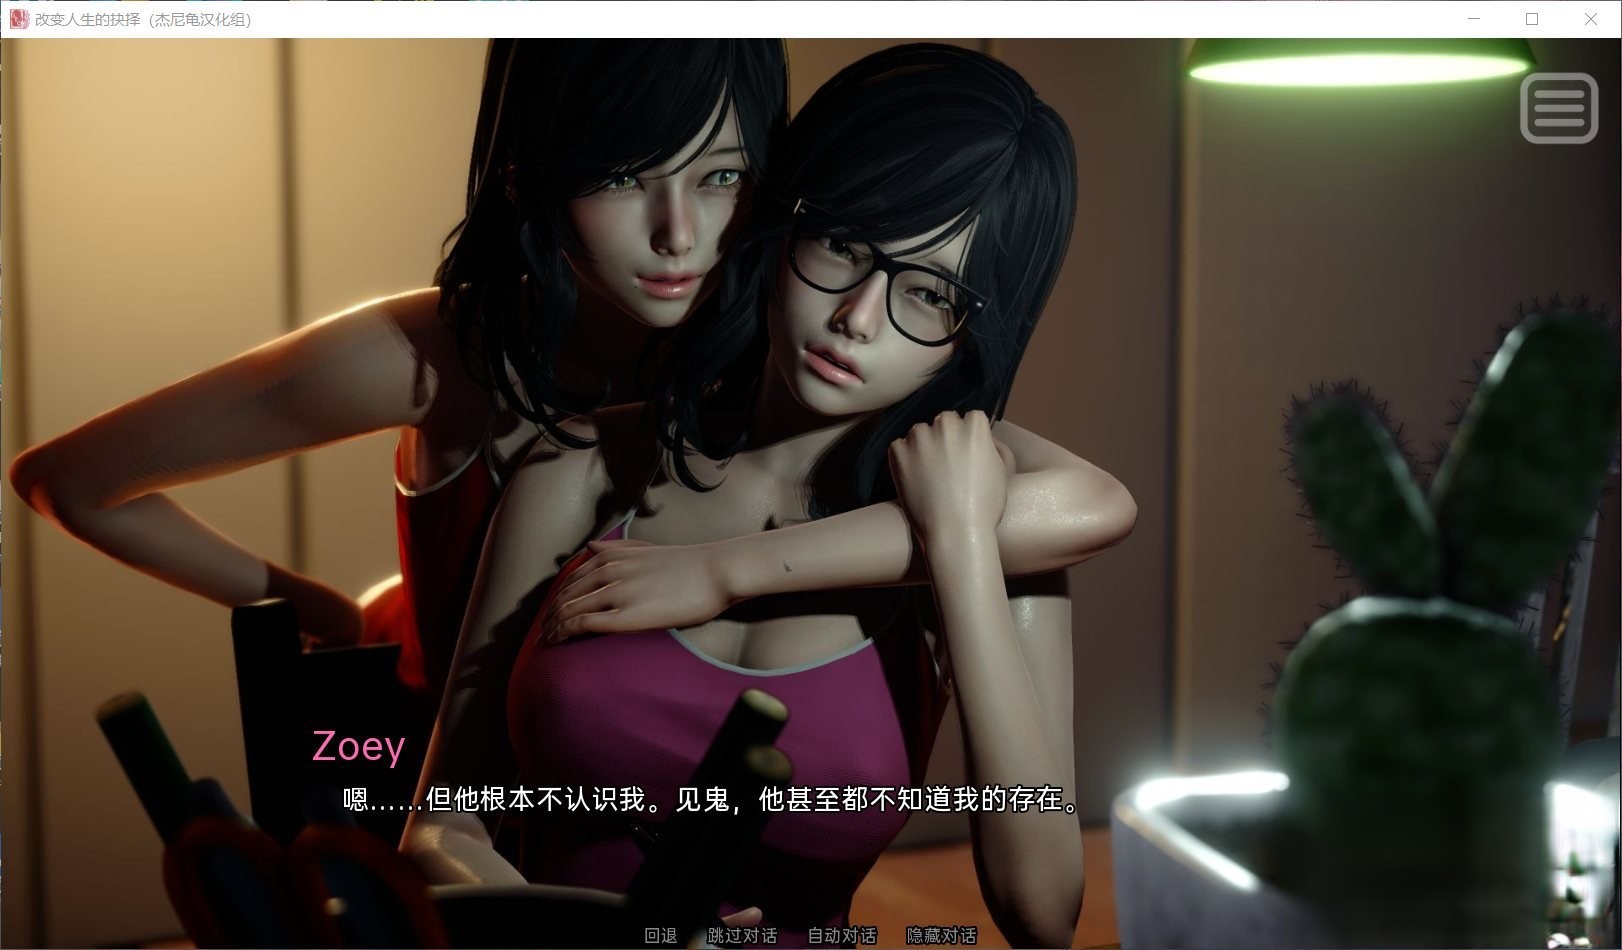 改变人生的抉择（杰尼龟汉化组）
Zoey
嗯……但他根本不认识我。见鬼，他甚至都不知道我的存在。
回退 跳过对话 自动对话 隐藏对话